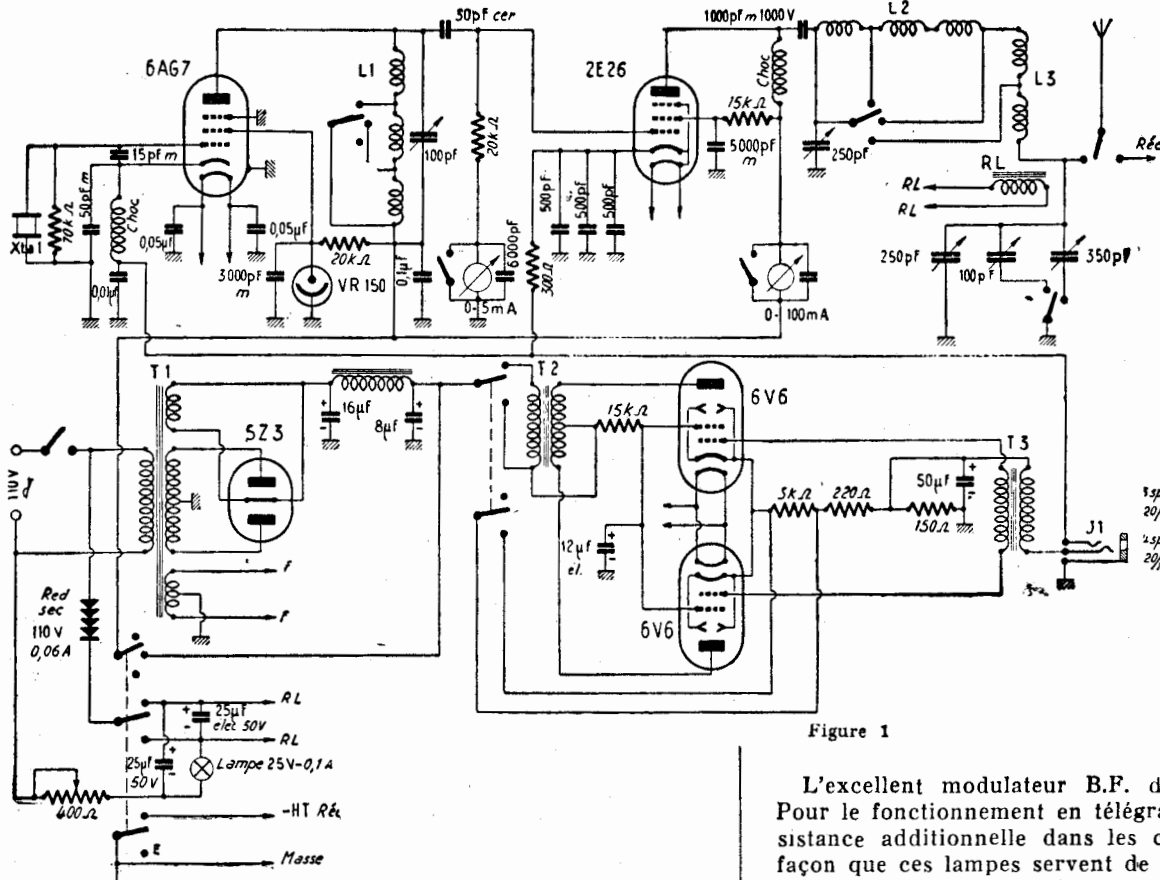 50pF cer
1000pF m 1000V
L2
6AG7
L1
2E26
Choc
L3
15kΩ
15pF m
100pF
20kΩ
5000pF
m
250pF
Réc
RL
RL
RL
50pF m
70kΩ
Choc
Xtal
0,05µF
0,05µF
500pF
500pF
500pF
0,01µF
3000pF
m
20kΩ
VR 150
0,1µF
6000pF
300Ω
0-5mA
0-100mA
250pF
100pF
350pF
T1
T2
16µF
8µF
5Z3
15kΩ
6V6
T3
110V
5kΩ
220Ω
50µF
150Ω
12µF
él.
J1
F
F
6V6
Red
sec
110V
0,06A
RL
25µF
elec 50V
RL
25µF
50V
Lampe 25V-0,1A
400Ω
-HT Réc
E
Masse
Figure 1
L'excellent modulateur B.F. d
Pour le fonctionnement en télégra
sistance additionnelle dans les c
façon que ces lampes servent de